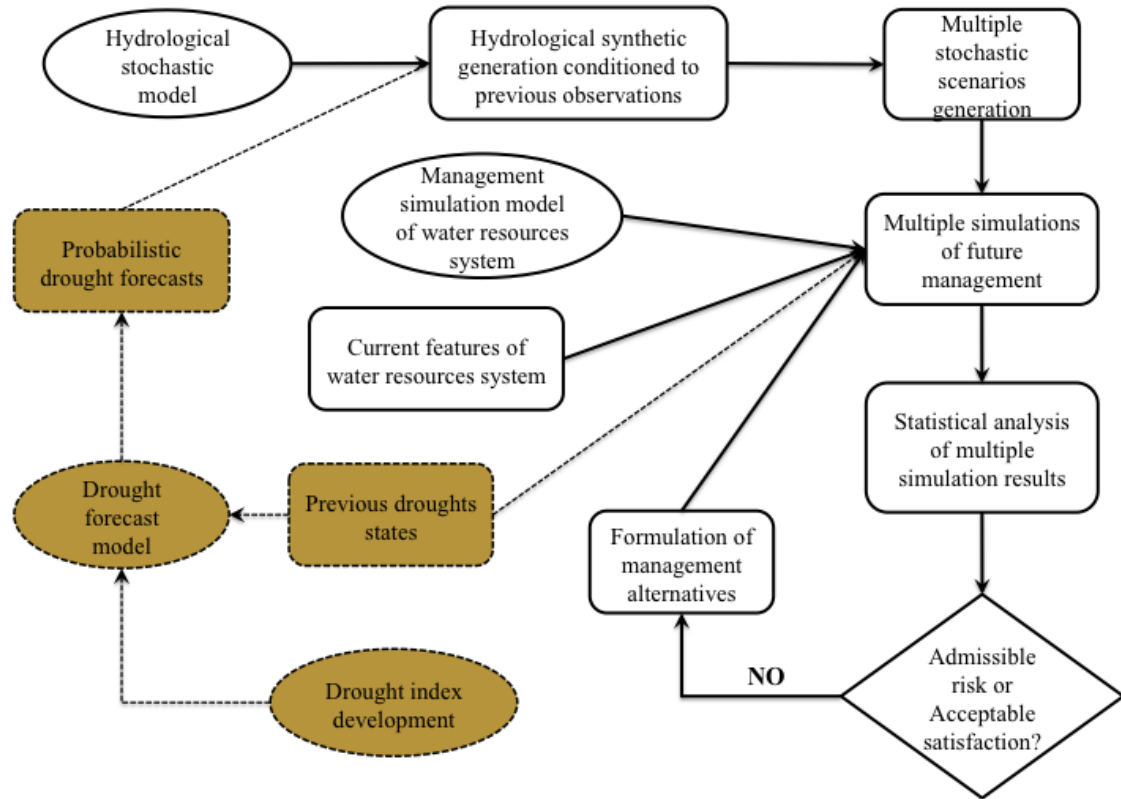 Hydrological
stochastic
model
Hydrological synthetic
generation conditioned to
previous observations
Multiple
stochastic
scenarios
generation
Management
simulation model
of water resources
system
Multiple simulations
of future
management
Probabilistic
drought forecasts
Current features of
water resources system
Statistical analysis
of multiple
simulation results
Drought
forecast
model
Previous droughts
states
Formulation of
management
alternatives
Admissible
risk or
Acceptable
satisfaction?
NO
Drought index
development